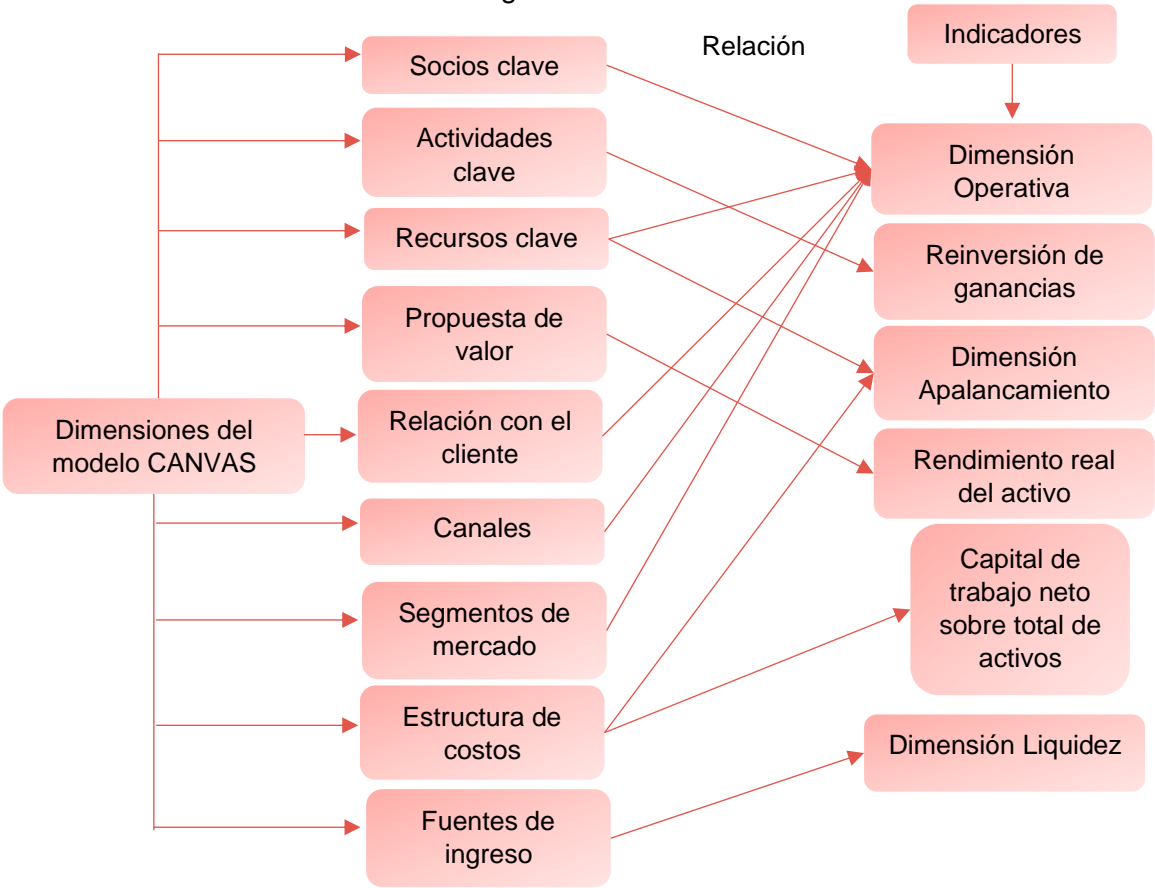 Relación
Indicadores
Dimensiones del
modelo CANVAS
Socios clave
Actividades
clave
Recursos clave
Propuesta de
valor
Relación con el
cliente
Canales
Segmentos de
mercado
Estructura de
costos
Fuentes de
ingreso
Dimensión
Operativa
Reinversión de
ganancias
Dimensión
Apalancamiento
Rendimiento real
del activo
Capital de
trabajo neto
sobre total de
activos
Dimensión Liquidez